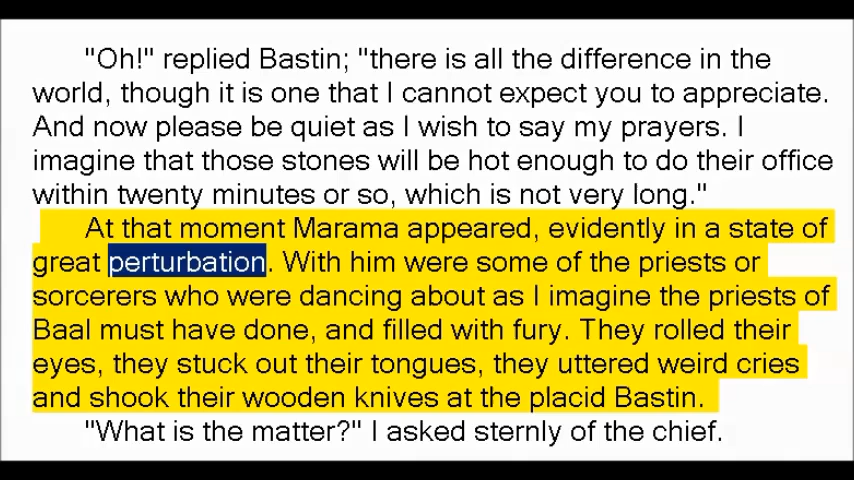 "Oh!" replied Bastin; "there is all the difference in the
world, though it is one that I cannot expect you to appreciate.
And now please be quiet as I wish to say my prayers. I
imagine that those stones will be hot enough to do their office
within twenty minutes or so, which is not very long."
At that moment Marama appeared, evidently in a state of
great perturbation. With him were some of the priests or
sorcerers who were dancing about as I imagine the priests of
Baal must have done, and filled with fury. They rolled their
eyes, they stuck out their tongues, they uttered weird cries
and shook their wooden knives at the placid Bastin.
"What is the matter?" I asked sternly of the chief.